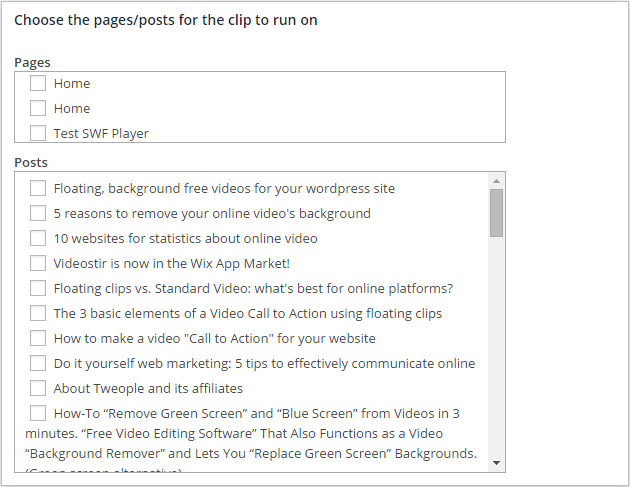 Choose the pages/posts for the clip to run on
Pages
Home
Home
Test SWF Player
Posts
Floating, background free videos for your wordpress site
5 reasons to remove your online video's background
10 websites for statistics about online video
Videostir is now in the Wix App Market!
Floating clips vs. Standard Video: what's best for online platforms?
The 3 basic elements of a Video Call to Action using floating clips
How to make a video "Call to Action" for your website
Do it yourself web marketing: 5 tips to effectively communicate online
About Tweople and its affiliates
How-To “Remove Green Screen” and “Blue Screen” from Videos in 3
minutes. “Free Video Editing Software” That Also Functions as a Video
“Background Remover” and Lets You “Replace Green Screen” Backgrounds.
(Green screen alternative)